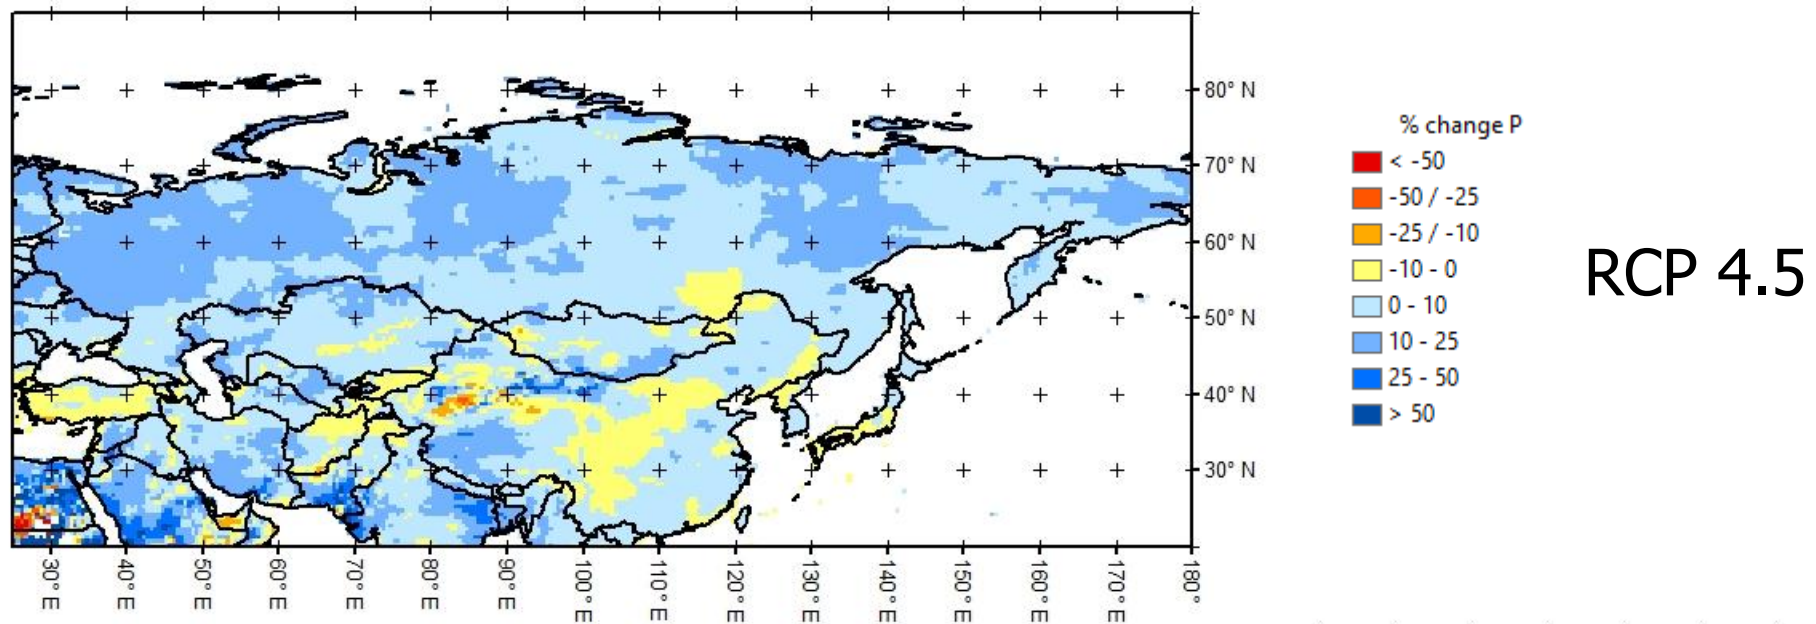 80° N
70° N
60° N
50° N
40° N
30° N
30° E
40° E
50° E
60° E
70° E
80° E
90° E
100° E
110° E
120° E
130° E
140° E
150° E
160° E
170° E
180°
% change P
< -50
-50 / -25
-25 / -10
-10 - 0
0 - 10
10 - 25
25 - 50
> 50
RCP 4.5